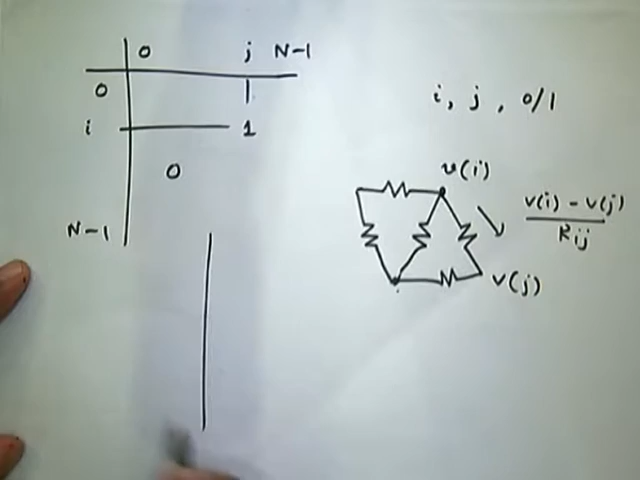 0 j N-1
0 1
i 1
0
N-1
i, j, 0/1
v(i)
v(i) - v(j)
Rij
v(j)